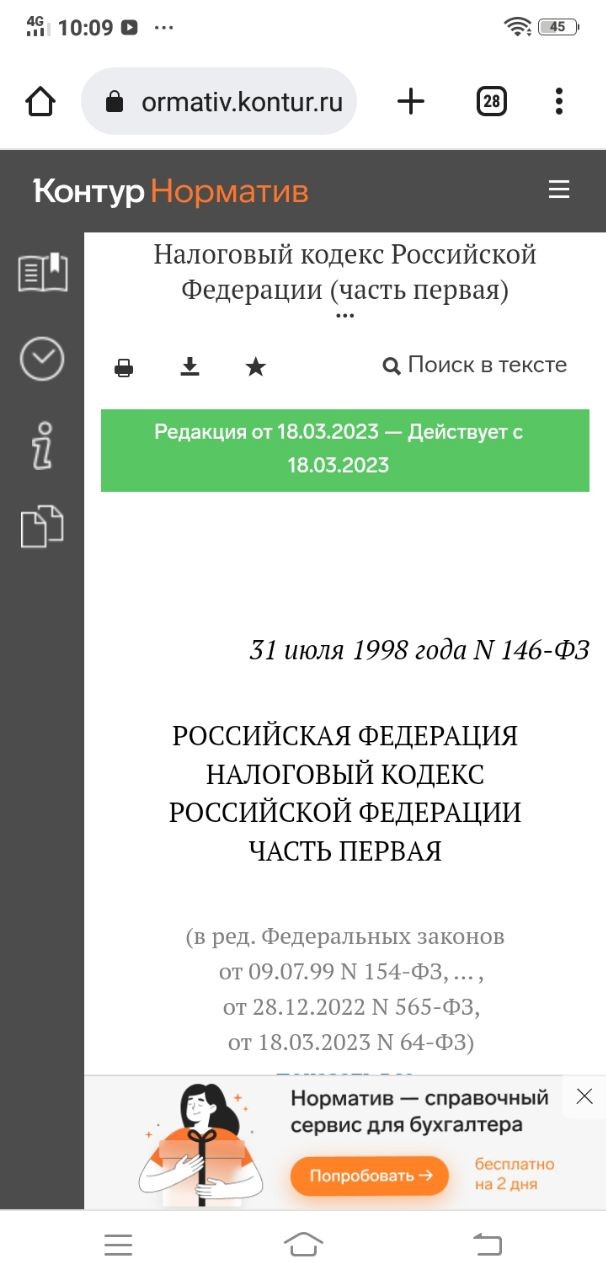 4G 10:09 ...
45
ormativ.kontur.ru
28
Контур Норматив
Налоговый кодекс Российской
Федерации (часть первая)
...
Поиск в тексте
Редакция от 18.03.2023 — Действует с
18.03.2023
31 июля 1998 года N 146-ФЗ
РОССИЙСКАЯ ФЕДЕРАЦИЯ
НАЛОГОВЫЙ КОДЕКС
РОССИЙСКОЙ ФЕДЕРАЦИИ
ЧАСТЬ ПЕРВАЯ
(в ред. Федеральных законов
от 09.07.99 N 154-ФЗ, ... ,
от 28.12.2022 N 565-ФЗ,
от 18.03.2023 N 64-ФЗ)
Норматив — справочный
сервис для бухгалтера
Попробовать →
бесплатно
на 2 дня